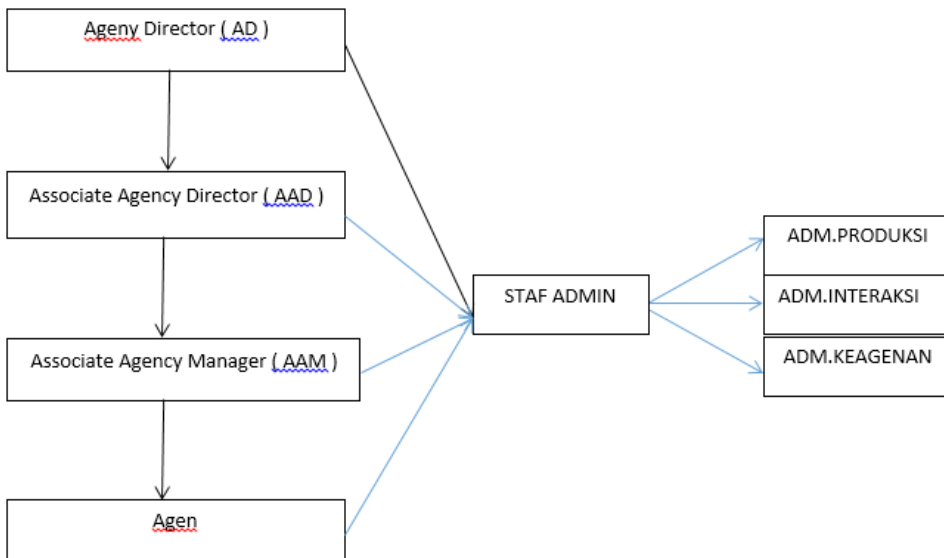 Ageny Director ( AD )
Associate Agency Director ( AAD )
Associate Agency Manager ( AAM )
Agen
STAF ADMIN
ADM.PRODUKSI
ADM.INTERAKSI
ADM.KEAGENAN